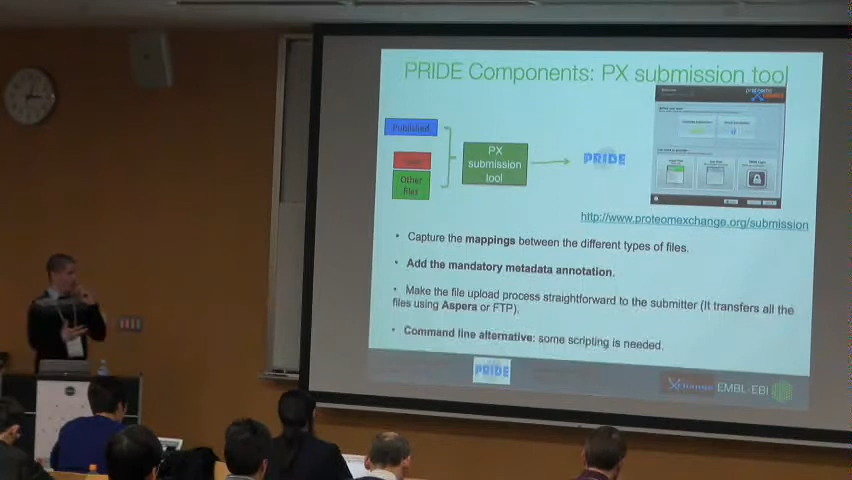 PRIDE Components: PX submission tool
Published
Other
files
PX
submission
tool
PRIDE
http://www.proteomexchange.org/submission
• Capture the mappings between the different types of files.
• Add the mandatory metadata annotation.
• Make the file upload process straightforward to the submitter (It transfers all the
files using Aspera or FTP).
• Command line alternative: some scripting is needed.
PRIDE
Xchange EMBL-EBI